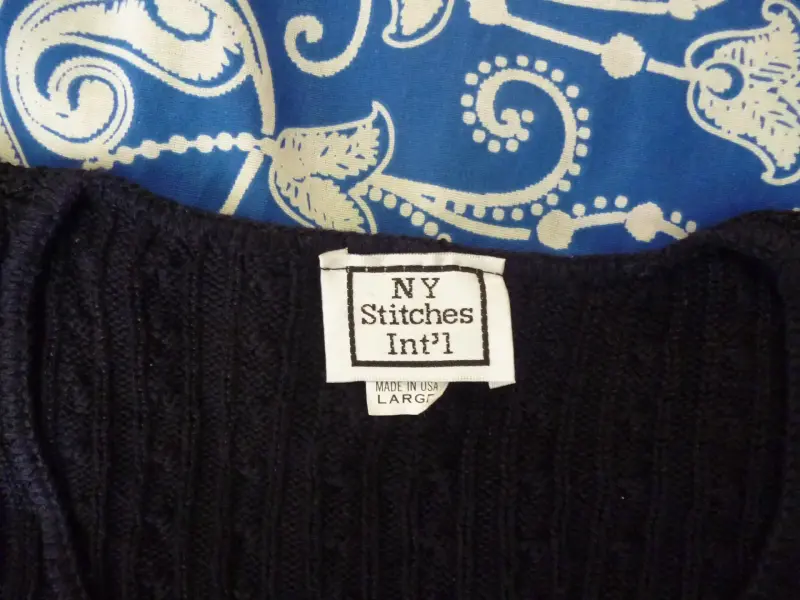 NY
Stitches
Int'l
MADE IN USA
LARGE